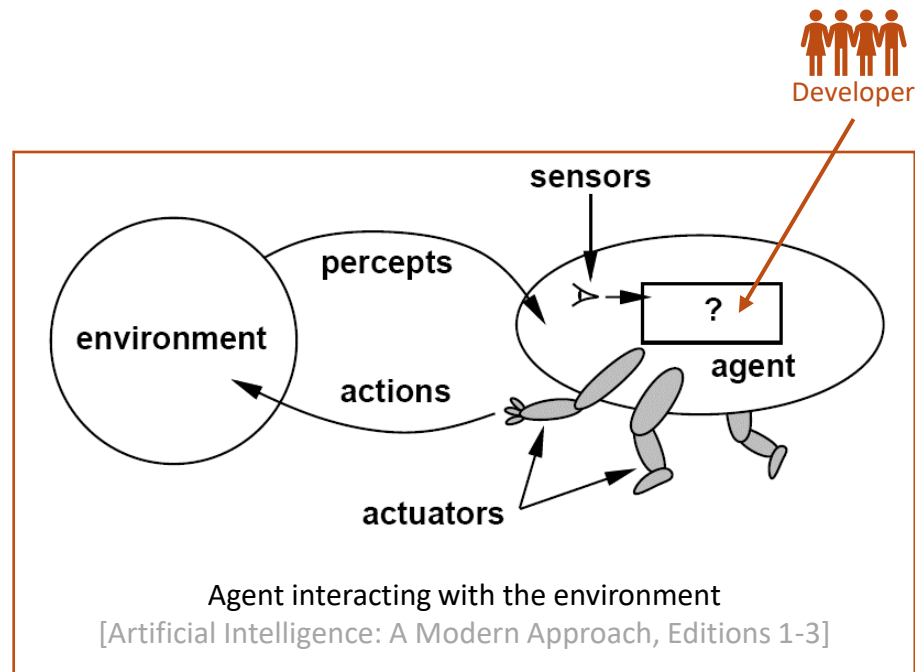 Developer
sensors
percepts
?
environment
agent
actions
actuators
Agent interacting with the environment
[Artificial Intelligence: A Modern Approach, Editions 1-3]